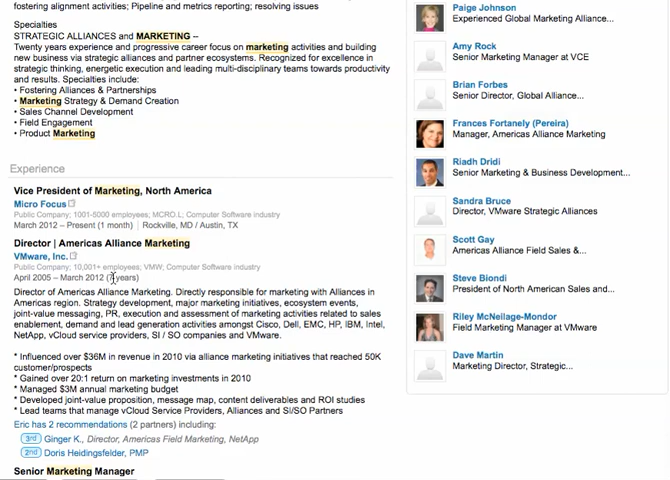 fostering alignment activities; Pipeline and metrics reporting; resolving issues
Specialties
STRATEGIC ALLIANCES and MARKETING --
Twenty years experience and progressive career focus on marketing activities and building
new business via strategic alliances and partner ecosystems. Recognized for excellence in
strategic thinking, energetic execution and leading multi-disciplinary teams towards productivity
and results. Specialties include:
• Fostering Alliances & Partnerships
• Marketing Strategy & Demand Creation
• Sales Channel Development
• Field Engagement
• Product Marketing
Experience
Vice President of Marketing, North America
Micro Focus
Public Company; 1001-5000 employees; MCRO.L; Computer Software industry
March 2012 – Present (1 month) | Rockville, MD / Austin, TX
Director | Americas Alliance Marketing
VMware, Inc.
Public Company; 10,001+ employees; VMW; Computer Software industry
April 2005 – March 2012 (7 years)
Director of Americas Alliance Marketing. Directly responsible for marketing with Alliances in
Americas region. Strategy development, major marketing initiatives, ecosystem events,
joint-value messaging, PR, execution and assessment of marketing activities related to sales
enablement, demand and lead generation activities amongst Cisco, Dell, EMC, HP, IBM, Intel,
NetApp, vCloud service providers, SI / SO companies and VMware.
* Influenced over $36M in revenue in 2010 via alliance marketing initiatives that reached 50K
customer/prospects
* Gained over 20:1 return on marketing investments in 2010
* Managed $3M annual marketing budget
* Developed joint-value proposition, message map, content deliverables and ROI studies
* Lead teams that manage vCloud Service Providers, Alliances and SI/SO Partners
Eric has 2 recommendations (2 partners) including:
3rd Ginger K., Director, Americas Field Marketing, NetApp
2nd Doris Heidingsfelder, PMP
Senior Marketing Manager
Paige Johnson
Experienced Global Marketing Alliance...
Amy Rock
Senior Marketing Manager at VCE
Brian Forbes
Senior Director, Global Alliance...
Frances Fortanely (Pereira)
Manager, Americas Alliance Marketing
Riadh Dridi
Senior Marketing & Business Development...
Sandra Bruce
Director, VMware Strategic Alliances
Scott Gay
Americas Alliance Field Sales &...
Steve Biondi
President of North American Sales and...
Riley McNeilage-Mondor
Field Marketing Manager at VMware
Dave Martin
Marketing Director, Strategic...